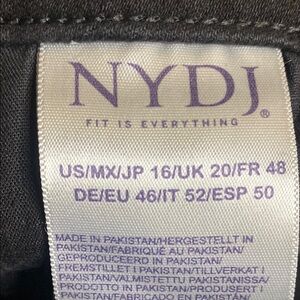 NYDJ®
FIT IS EVERYTHING
US/MX/JP 16/UK 20/FR 48
DE/EU 46/IT 52/ESP 50
MADE IN PAKISTAN/HERGESTELLT IN
PAKISTAN/FABRIQUÉ AU PAKISTAN/
GEPRODUCEERD IN PAKISTAN/
FREMSTILLET I PAKISTAN/TILLVERKAT I
PAKISTAN/VALMISTETTU PAKISTANISSA/
PRODOTTO IN PAKISTAN/PRODUSERT
PAKISTAN/FABRICADO EN PAKISTAN/